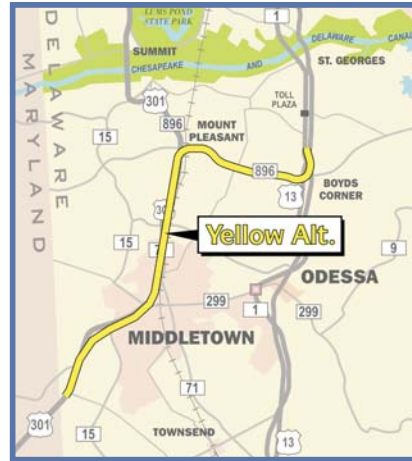 LUMS POND
STATE PARK
DELAWARE
MARYLAND
SUMMIT
CHESAPEAKE AND DELAWARE CANAL
ST. GEORGES
301
TOLL
PLAZA
896
15
MOUNT
PLEASANT
896
13
BOYDS
CORNER
15
Yellow Alt.
9
ODESSA
299
1
299
MIDDLETOWN
71
301
15
TOWNSEND
13